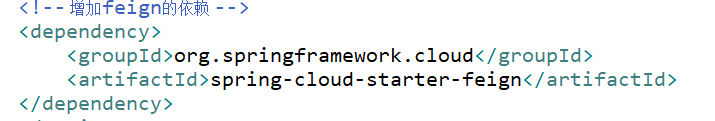 <!-- 增加feign的依赖 -->
<dependency>
<groupId>org.springframework.cloud</groupId>
<artifactId>spring-cloud-starter-feign</artifactId>
</dependency>